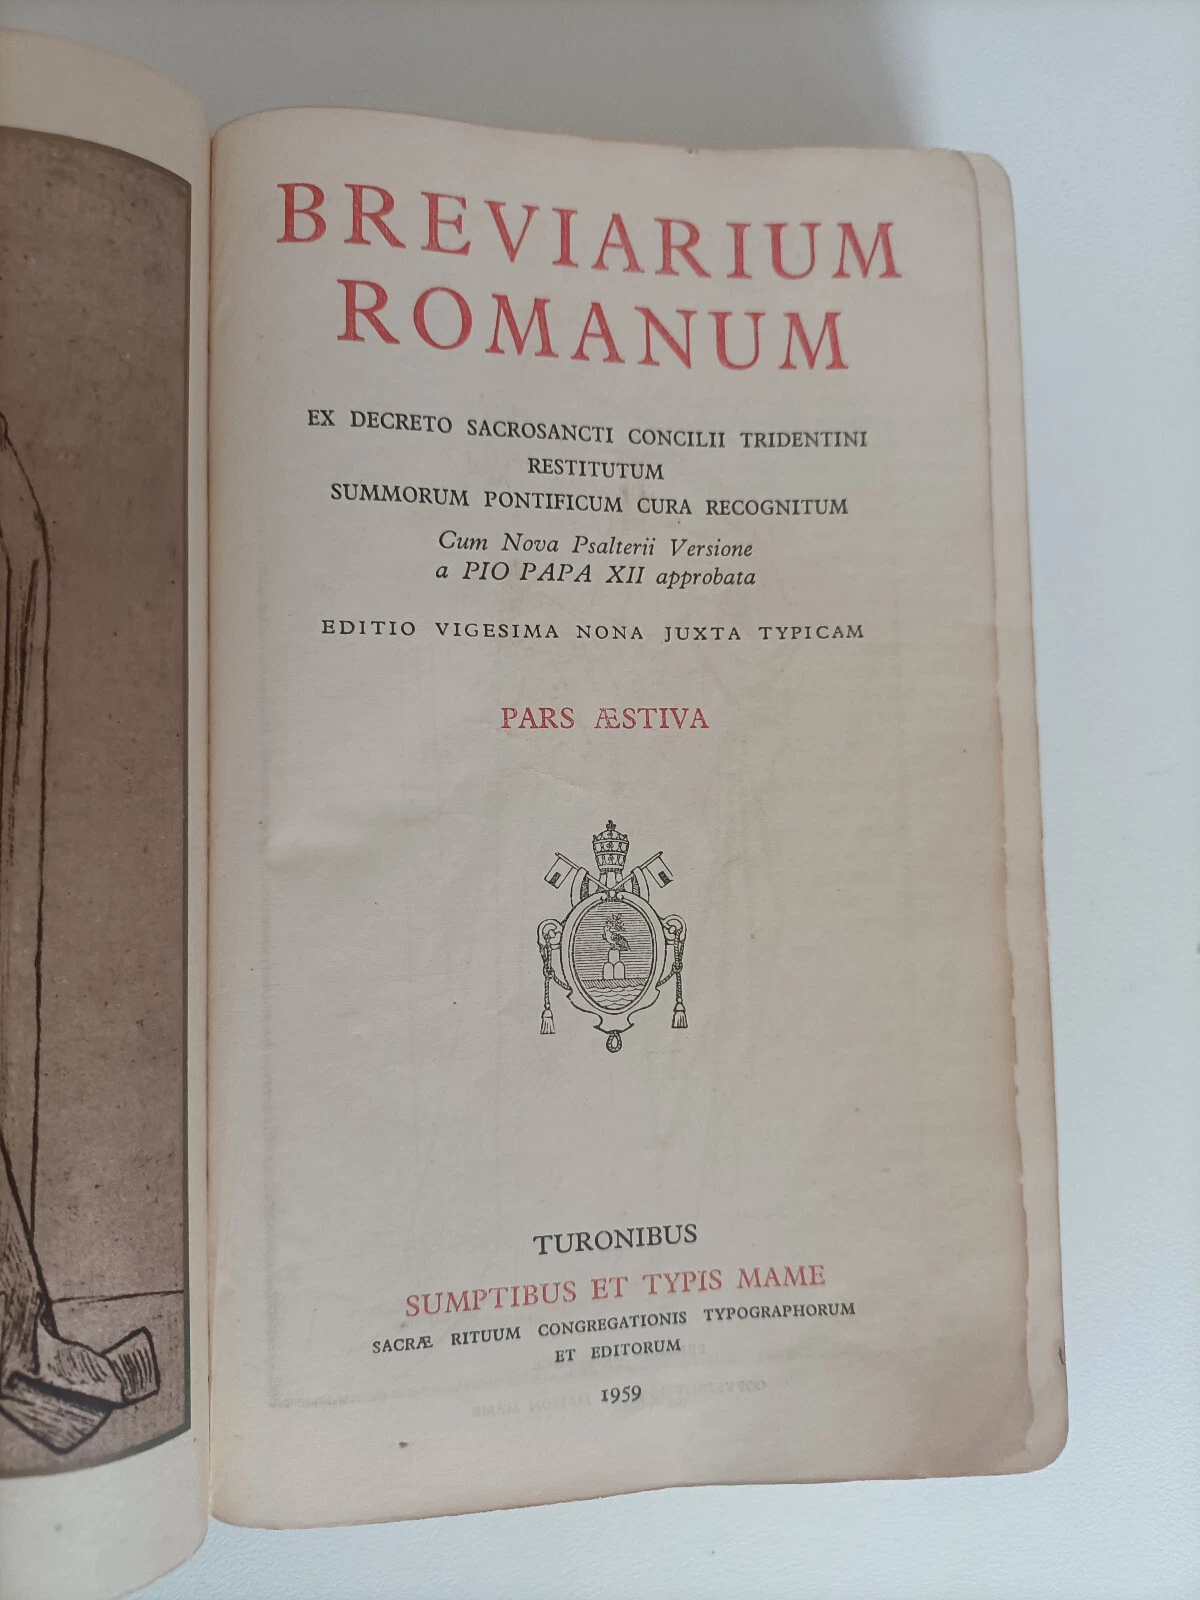 BREVIARIUM
ROMANUM
EX DECRETO SACROSANCTI CONCILII TRIDENTINI
RESTITUTUM
SUMMORUM PONTIFICUM CURA RECOGNITUM
Cum Nova Psalterii Versione
a PIO PAPA XII approbata
EDITIO VIGESIMA NONA JUXTA TYPICAM
PARS ÆSTIVA
TURONIBUS
SUMPTIBUS ET TYPIS MAME
SACRÆ RITUUM CONGREGATIONIS TYPOGRAPHORUM
ET EDITORUM
1959